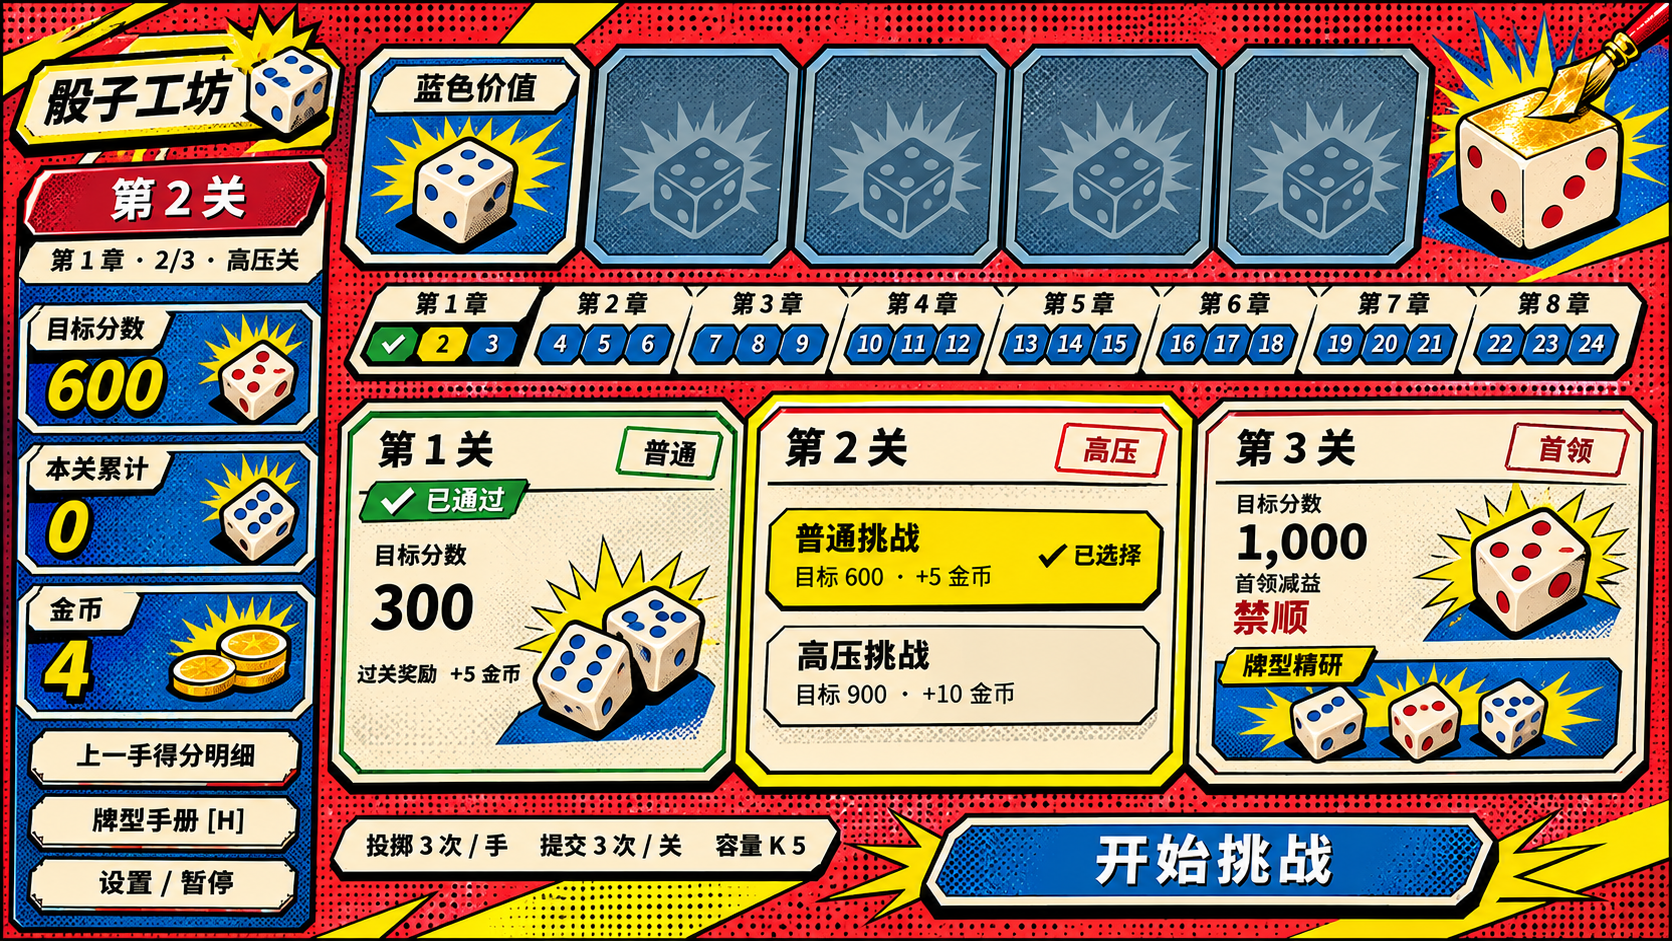 骰子工坊
第 2 关
第 1 章 · 2/3 · 高压关
目标分数
600
本关累计
0
金币
4
上一手得分明细
牌型手册 [H]
设置 / 暂停
蓝色价值
第 1 章
2 3
第 2 章
4 5 6
第 3 章
7 8 9
第 4 章
10 11 12
第 5 章
13 14 15
第 6 章
16 17 18
第 7 章
19 20 21
第 8 章
22 23 24
第 1 关
普通
已通过
目标分数
300
过关奖励 +5 金币
第 2 关
高压
普通挑战
目标 600 · +5 金币
已选择
高压挑战
目标 900 · +10 金币
第 3 关
首领
目标分数
1,000
首领减益
禁顺
牌型精研
投掷 3 次 / 手 提交 3 次 / 关 容量 K 5
开始挑战